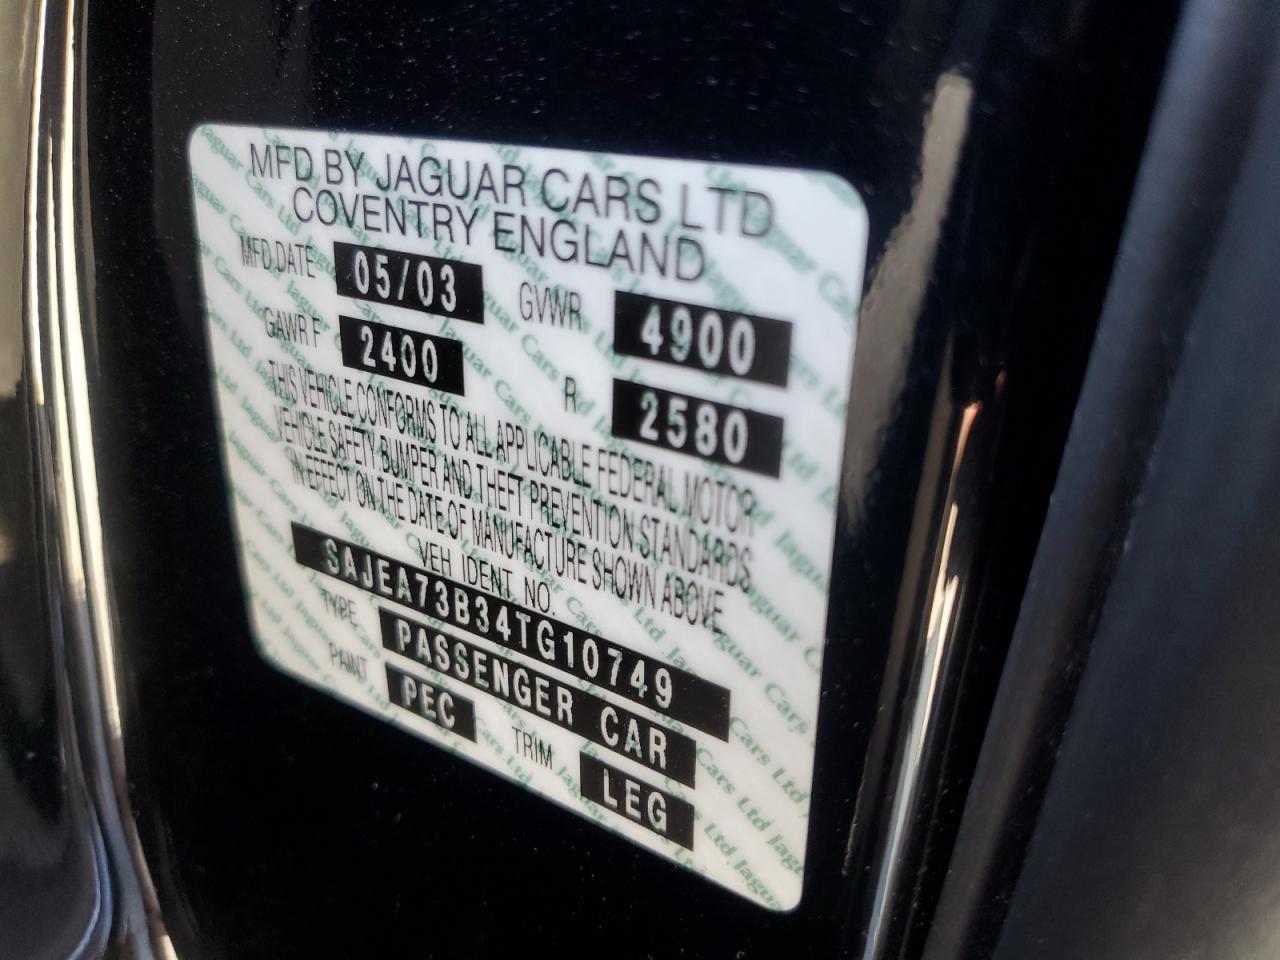 MFD BY JAGUAR CARS LTD
COVENTRY ENGLAND
MFD.DATE 05/03 GVWR 4900
GAWR F 2400 R 2580
THIS VEHICLE CONFORMS TO ALL APPLICABLE FEDERAL MOTOR
VEHICLE SAFETY, BUMPER AND THEFT PREVENTION STANDARDS
IN EFFECT ON THE DATE OF MANUFACTURE SHOWN ABOVE
VEH IDENT. NO.
SAJEA73B34TG10749
TYPE PASSENGER CAR
PAINT PEC TRIM LEG